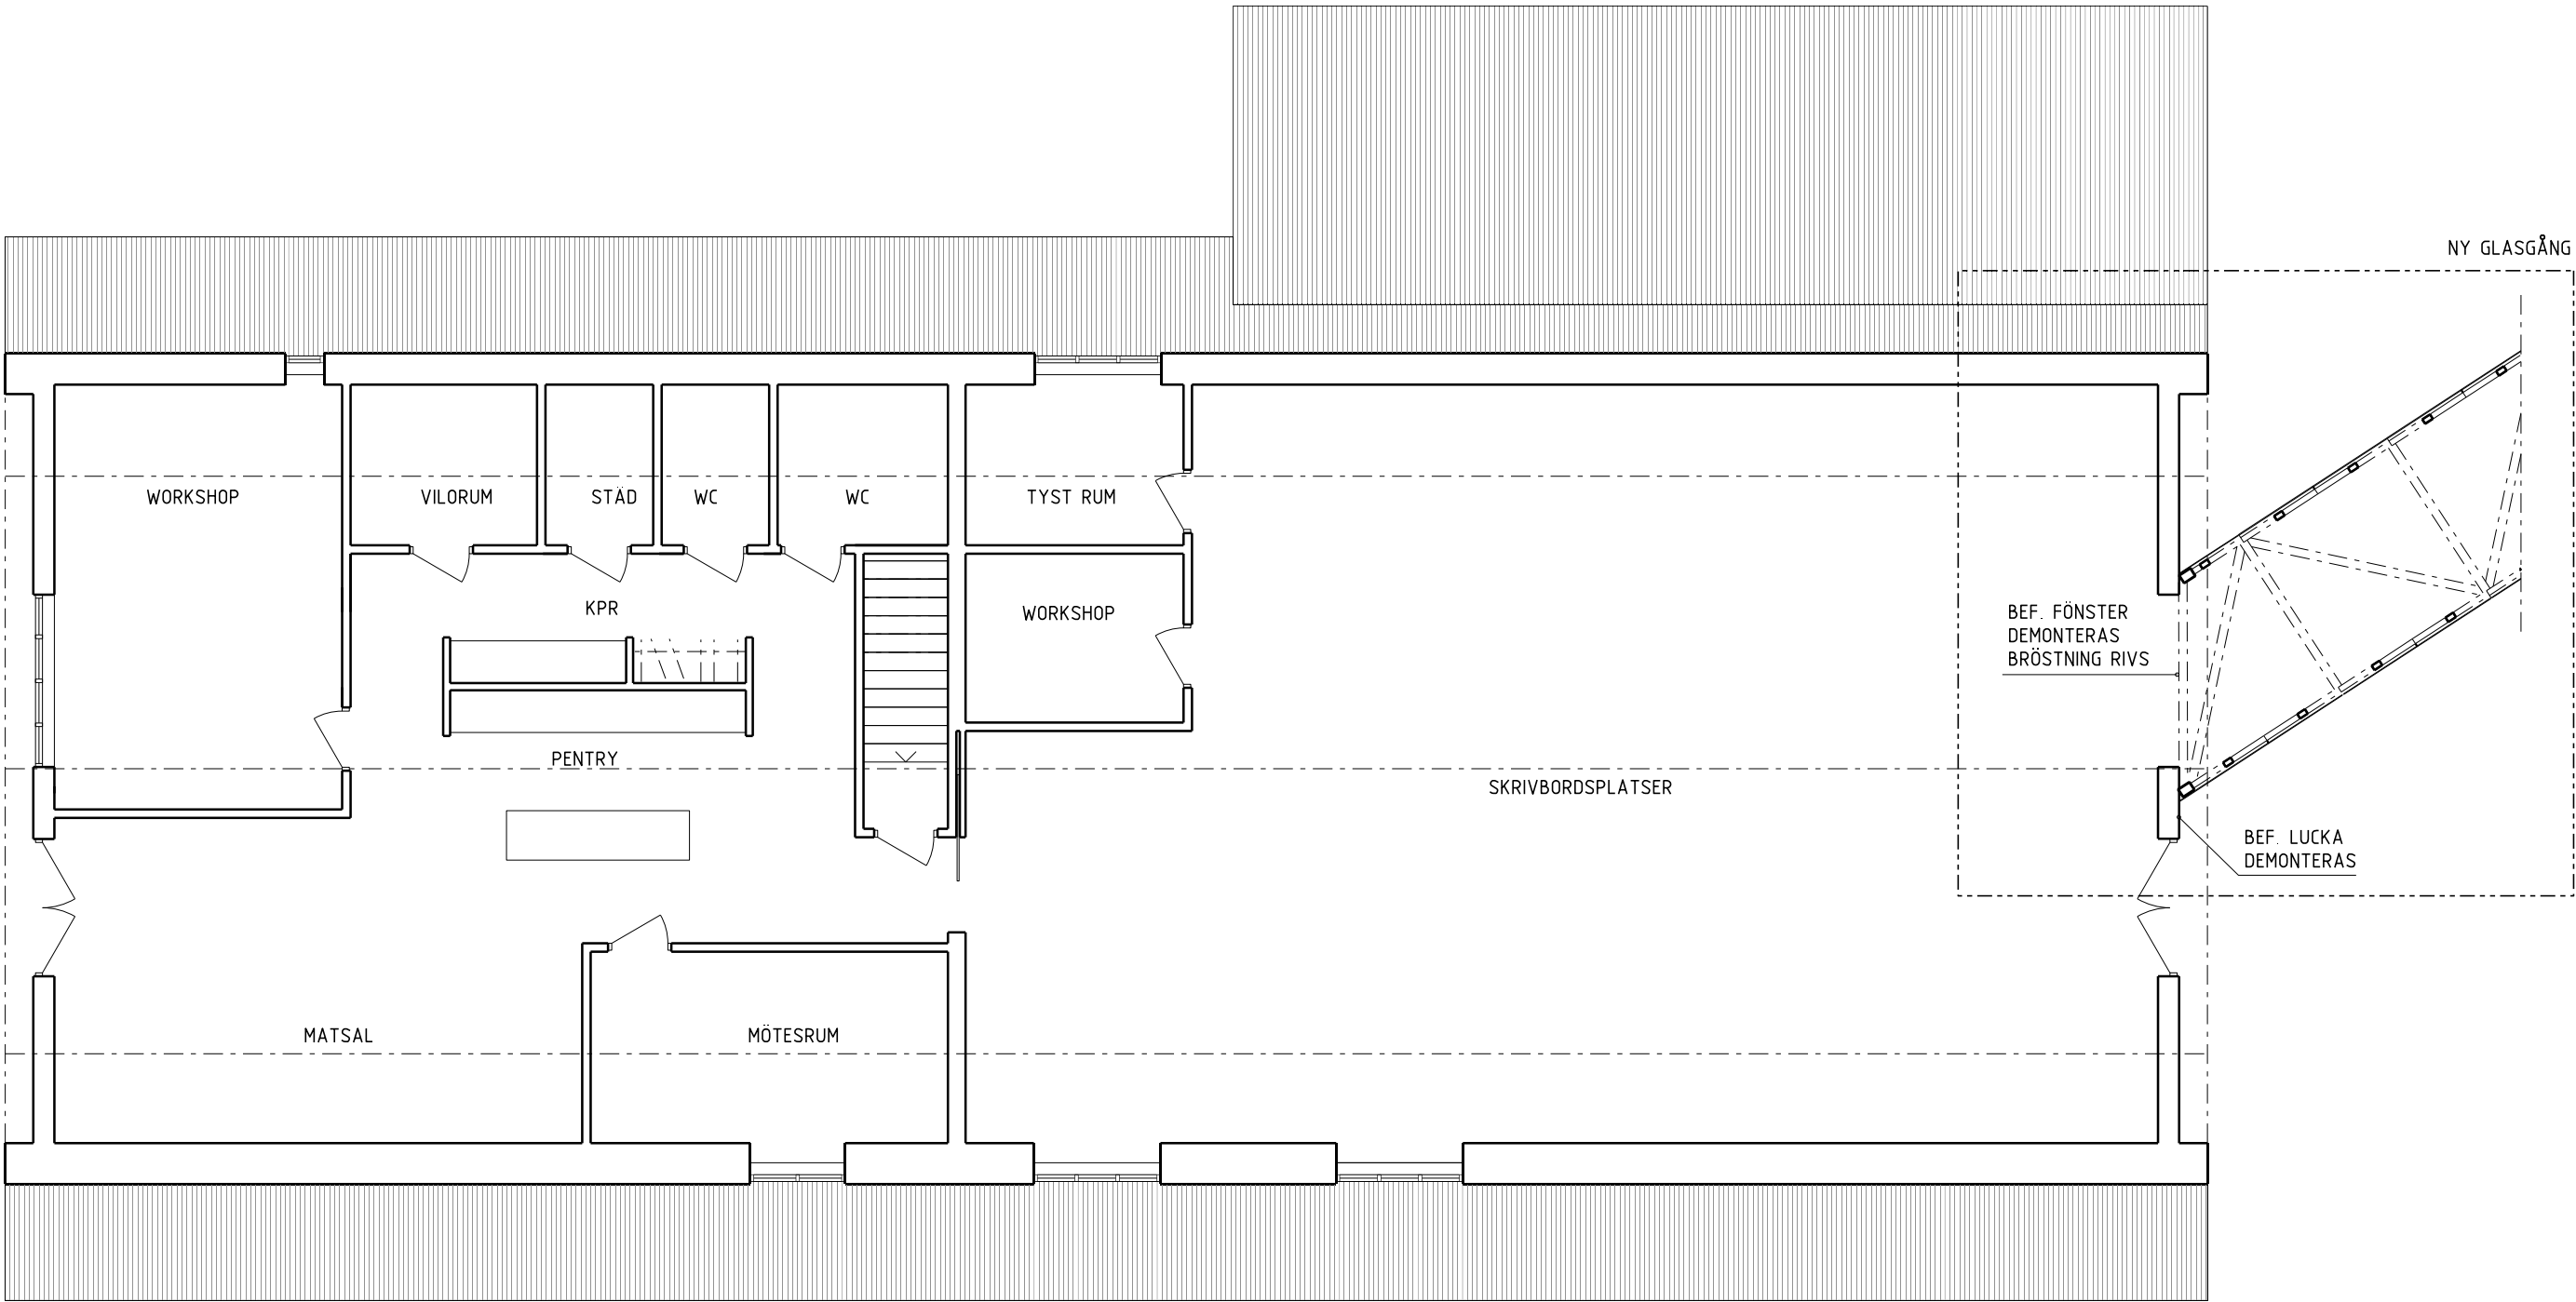 NY GLASGÅNG
WORKSHOP
VILORUM
STÄD
WC
WC
TYST RUM
KPR
WORKSHOP
BEF. FÖNSTER
DEMONTERAS
BRÖSTNING RIVS
PENTRY
SKRIVBORDSPLATSER
BEF. LUCKA
DEMONTERAS
MATSAL
MÖTESRUM